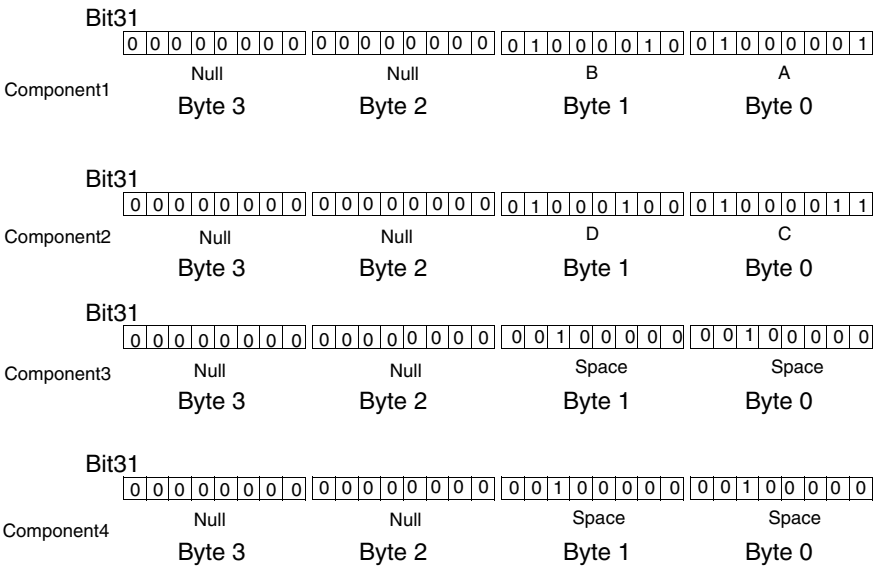 Bit31
0 0 0 0 0 0 0 0 0 0 0 0 0 0 0 0 0 1 0 0 0 0 1 0 0 1 0 0 0 0 0 1
Null Null B A
Component1
Byte 3 Byte 2 Byte 1 Byte 0
Bit31
0 0 0 0 0 0 0 0 0 0 0 0 0 0 0 0 0 1 0 0 0 1 0 0 0 1 0 0 0 0 1 1
Component2 Null Null D C
Byte 3 Byte 2 Byte 1 Byte 0
Bit31
0 0 0 0 0 0 0 0 0 0 0 0 0 0 0 0 0 0 1 0 0 0 0 0 0 0 1 0 0 0 0 0
Component3 Null Null Space Space
Byte 3 Byte 2 Byte 1 Byte 0
Bit31
0 0 0 0 0 0 0 0 0 0 0 0 0 0 0 0 0 0 1 0 0 0 0 0 0 0 1 0 0 0 0 0
Null Null Space Space
Component4
Byte 3 Byte 2 Byte 1 Byte 0